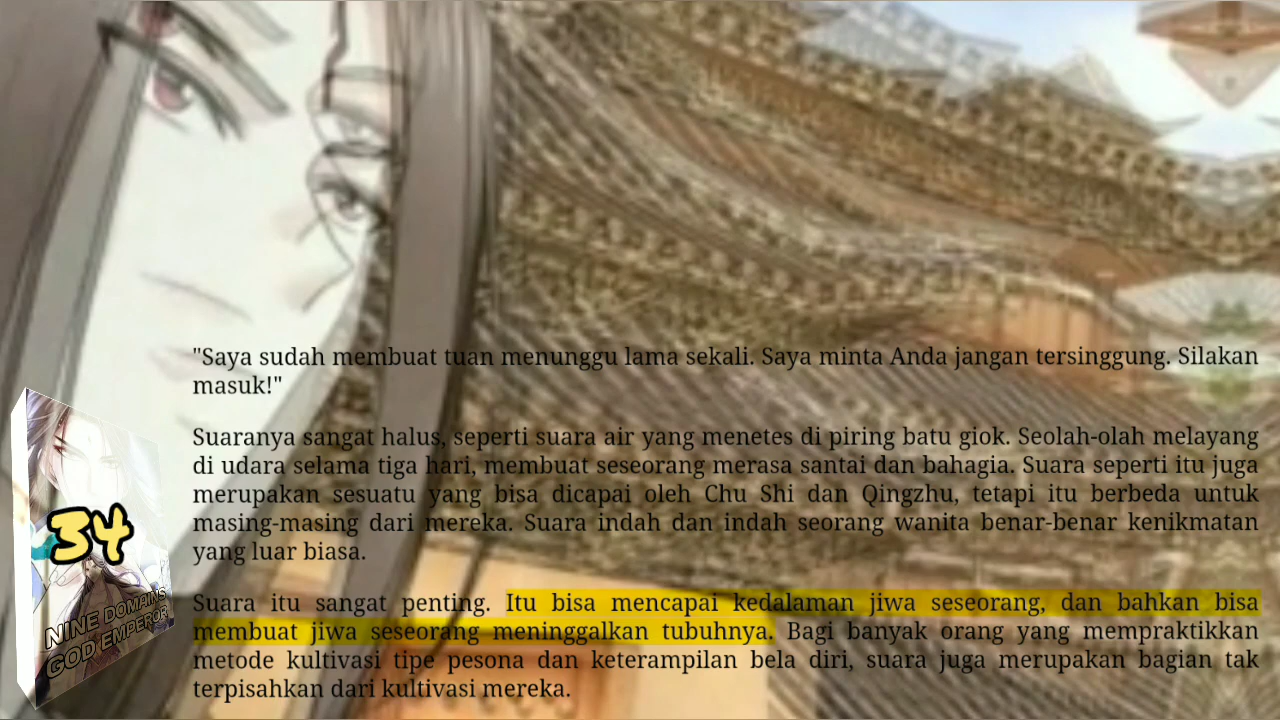 "Saya sudah membuat tuan menunggu lama sekali. Saya minta Anda jangan tersinggung. Silakan
masuk!"
Suaranya sangat halus, seperti suara air yang menetes di piring batu giok. Seolah-olah melayang
di udara selama tiga hari, membuat seseorang merasa santai dan bahagia. Suara seperti itu juga
merupakan sesuatu yang bisa dicapai oleh Chu Shi dan Qingzhu, tetapi itu berbeda untuk
masing-masing dari mereka. Suara indah dan indah seorang wanita benar-benar kenikmatan
yang luar biasa.
Suara itu sangat penting. Itu bisa mencapai kedalaman jiwa seseorang, dan bahkan bisa
membuat jiwa seseorang meninggalkan tubuhnya. Bagi banyak orang yang mempraktikkan
metode kultivasi tipe pesona dan keterampilan bela diri, suara juga merupakan bagian tak
terpisahkan dari kultivasi mereka.
34
NINE DOMAINS
GOD EMPEROR